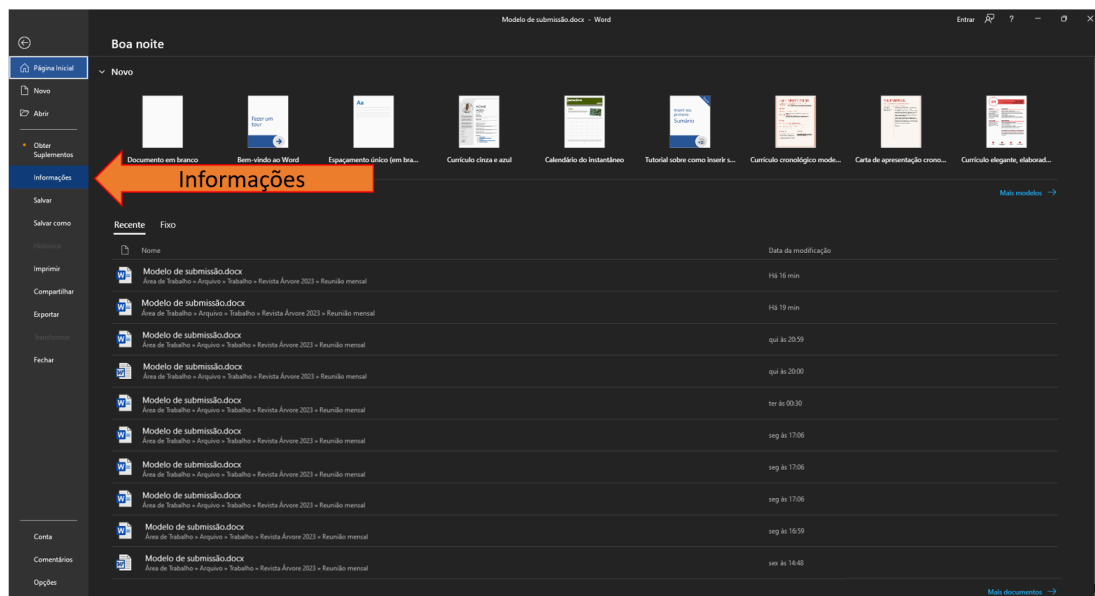 Modelo de submissão.docx - Word
Entrar
?
Boa noite
Página Inicial
Novo
Abrir
Obter
Suplementos
Informações
Salvar
Salvar como
Imprimir
Compartilhar
Exportar
Transformar
Fechar
Conta
Comentários
Opções
Novo
Fazer um
tour
Aa
Insira seu
primeiro
Sumário
Documento em branco
Bem-vindo ao Word
Espaçamento único (em bra...
Currículo cinza e azul
Calendário do instantâneo
Tutorial sobre como inserir s...
Currículo cronológico mode...
Carta de apresentação crono...
Currículo elegante, elaborad...
Informações
Mais modelos
Recente Fixo
Nome Data da modificação
Modelo de submissão.docx Há 16 min
Área de Trabalho » Arquivo » Trabalho » Revista Árvore 2023 » Reunião mensal
Modelo de submissão.docx Há 19 min
Área de Trabalho » Arquivo » Trabalho » Revista Árvore 2023 » Reunião mensal
Modelo de submissão.docx qui às 20:59
Área de Trabalho » Arquivo » Trabalho » Revista Árvore 2023 » Reunião mensal
Modelo de submissão.docx qui às 20:00
Área de Trabalho » Arquivo » Trabalho » Revista Árvore 2023 » Reunião mensal
Modelo de submissão.docx ter às 00:30
Área de Trabalho » Arquivo » Trabalho » Revista Árvore 2023 » Reunião mensal
Modelo de submissão.docx seg às 17:06
Área de Trabalho » Arquivo » Trabalho » Revista Árvore 2023 » Reunião mensal
Modelo de submissão.docx seg às 17:06
Área de Trabalho » Arquivo » Trabalho » Revista Árvore 2023 » Reunião mensal
Modelo de submissão.docx seg às 17:06
Área de Trabalho » Arquivo » Trabalho » Revista Árvore 2023 » Reunião mensal
Modelo de submissão.docx seg às 16:59
Área de Trabalho » Arquivo » Trabalho » Revista Árvore 2023 » Reunião mensal
Modelo de submissão.docx sex às 14:48
Área de Trabalho » Arquivo » Trabalho » Revista Árvore 2023 » Reunião mensal
Mais documentos